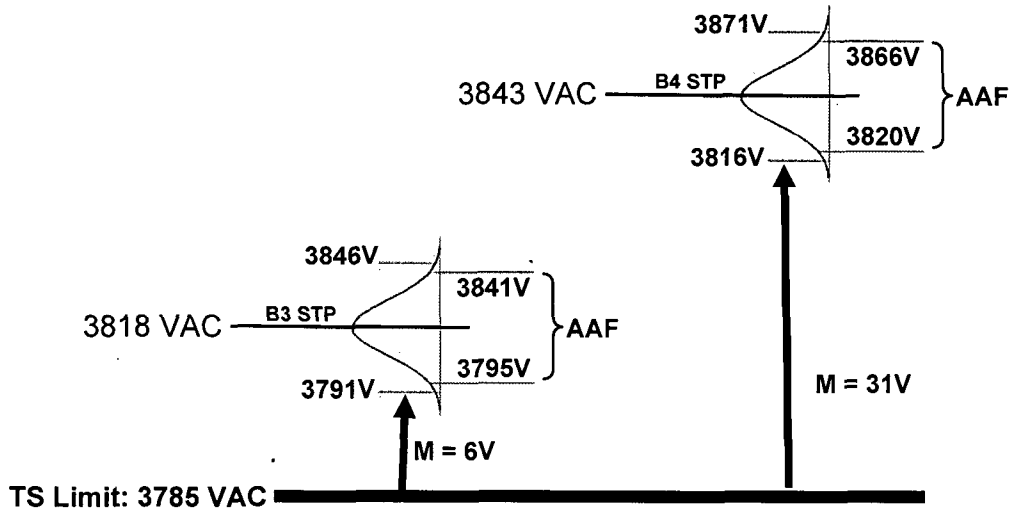 3871V
3866V
3843 VAC
B4 STP
AAF
3820V
3816V
3846V
3841V
3818 VAC
B3 STP
AAF
3795V
3791V
M = 31V
M = 6V
TS Limit: 3785 VAC